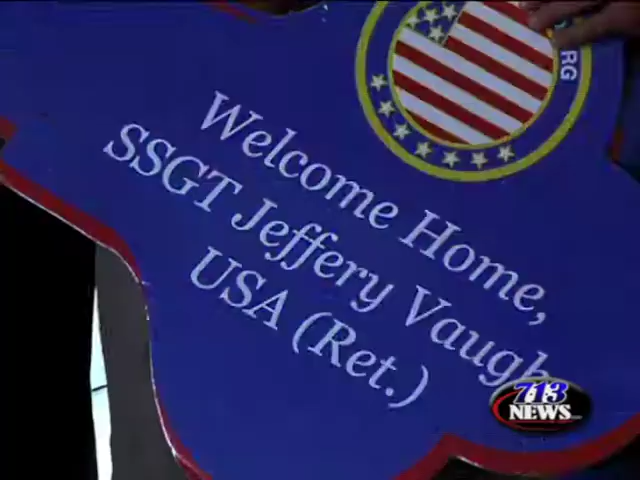 RG
Welcome Home,
SSGT Jeffery Vaugh
USA (Ret.)
713
NEWS